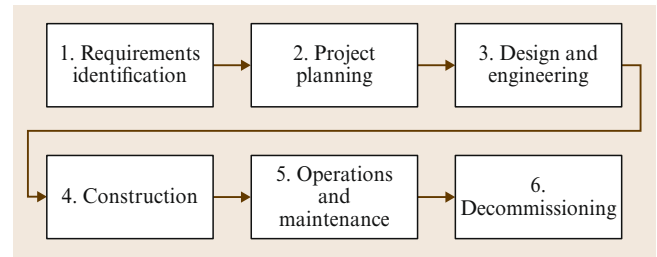 1. Requirements
identification
2. Project
planning
3. Design and
engineering
4. Construction
5. Operations
and
maintenance
6.
Decommissioning